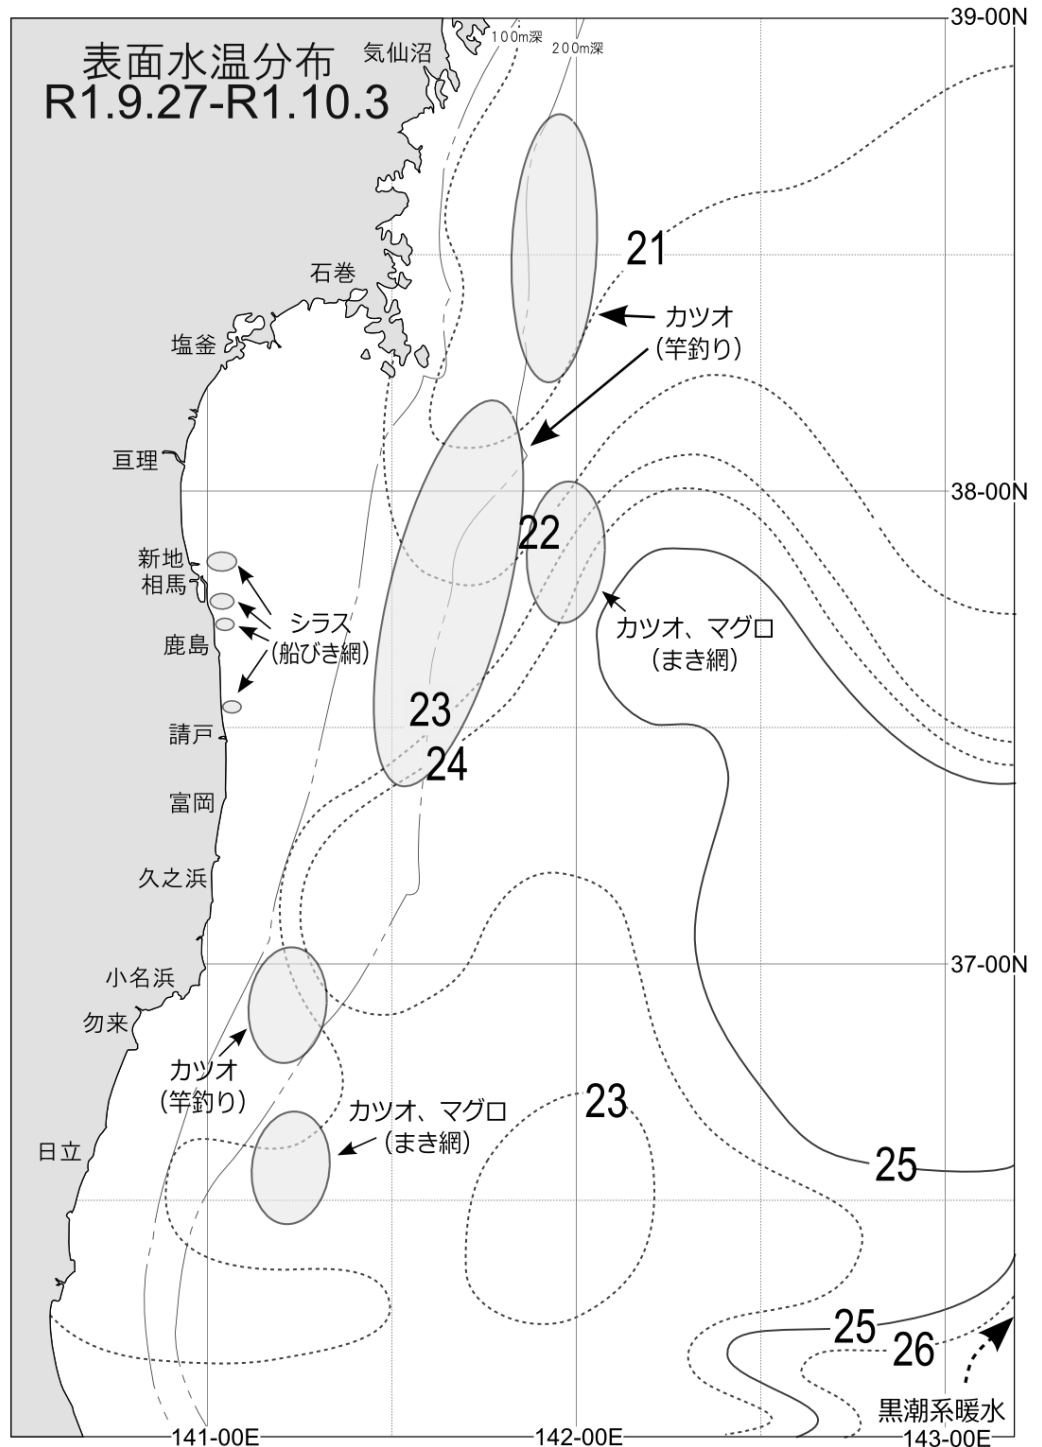 39-00N
100m深
200m深
気仙沼
表面水温分布
R1.9.27-R1.10.3
21
石巻
カツオ
(竿釣り)
塩釜
亘理
38-00N
22
新地
相馬
シラス
(船びき網)
カツオ、マグロ
(まき網)
鹿島
23
請戸
24
富岡
久之浜
37-00N
小名浜
勿来
カツオ
(竿釣り)
カツオ、マグロ
(まき網)
23
日立
25
25
26
黒潮系暖水
141-00E
142-00E
143-00E